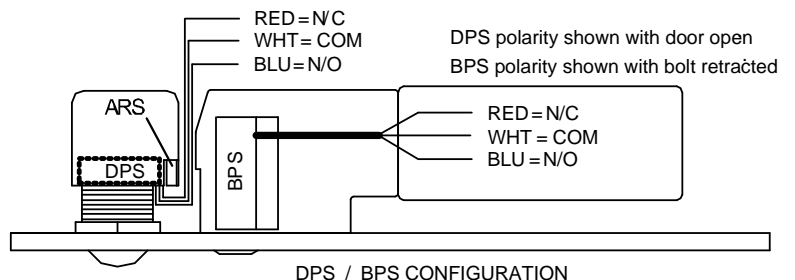 RED=N/C
WHT=COM
BLU=N/O
DPS polarity shown with door open
BPS polarity shown with bolt retracted
ARS
DPS
BPS
RED=N/C
WHT=COM
BLU=N/O
DPS / BPS CONFIGURATION